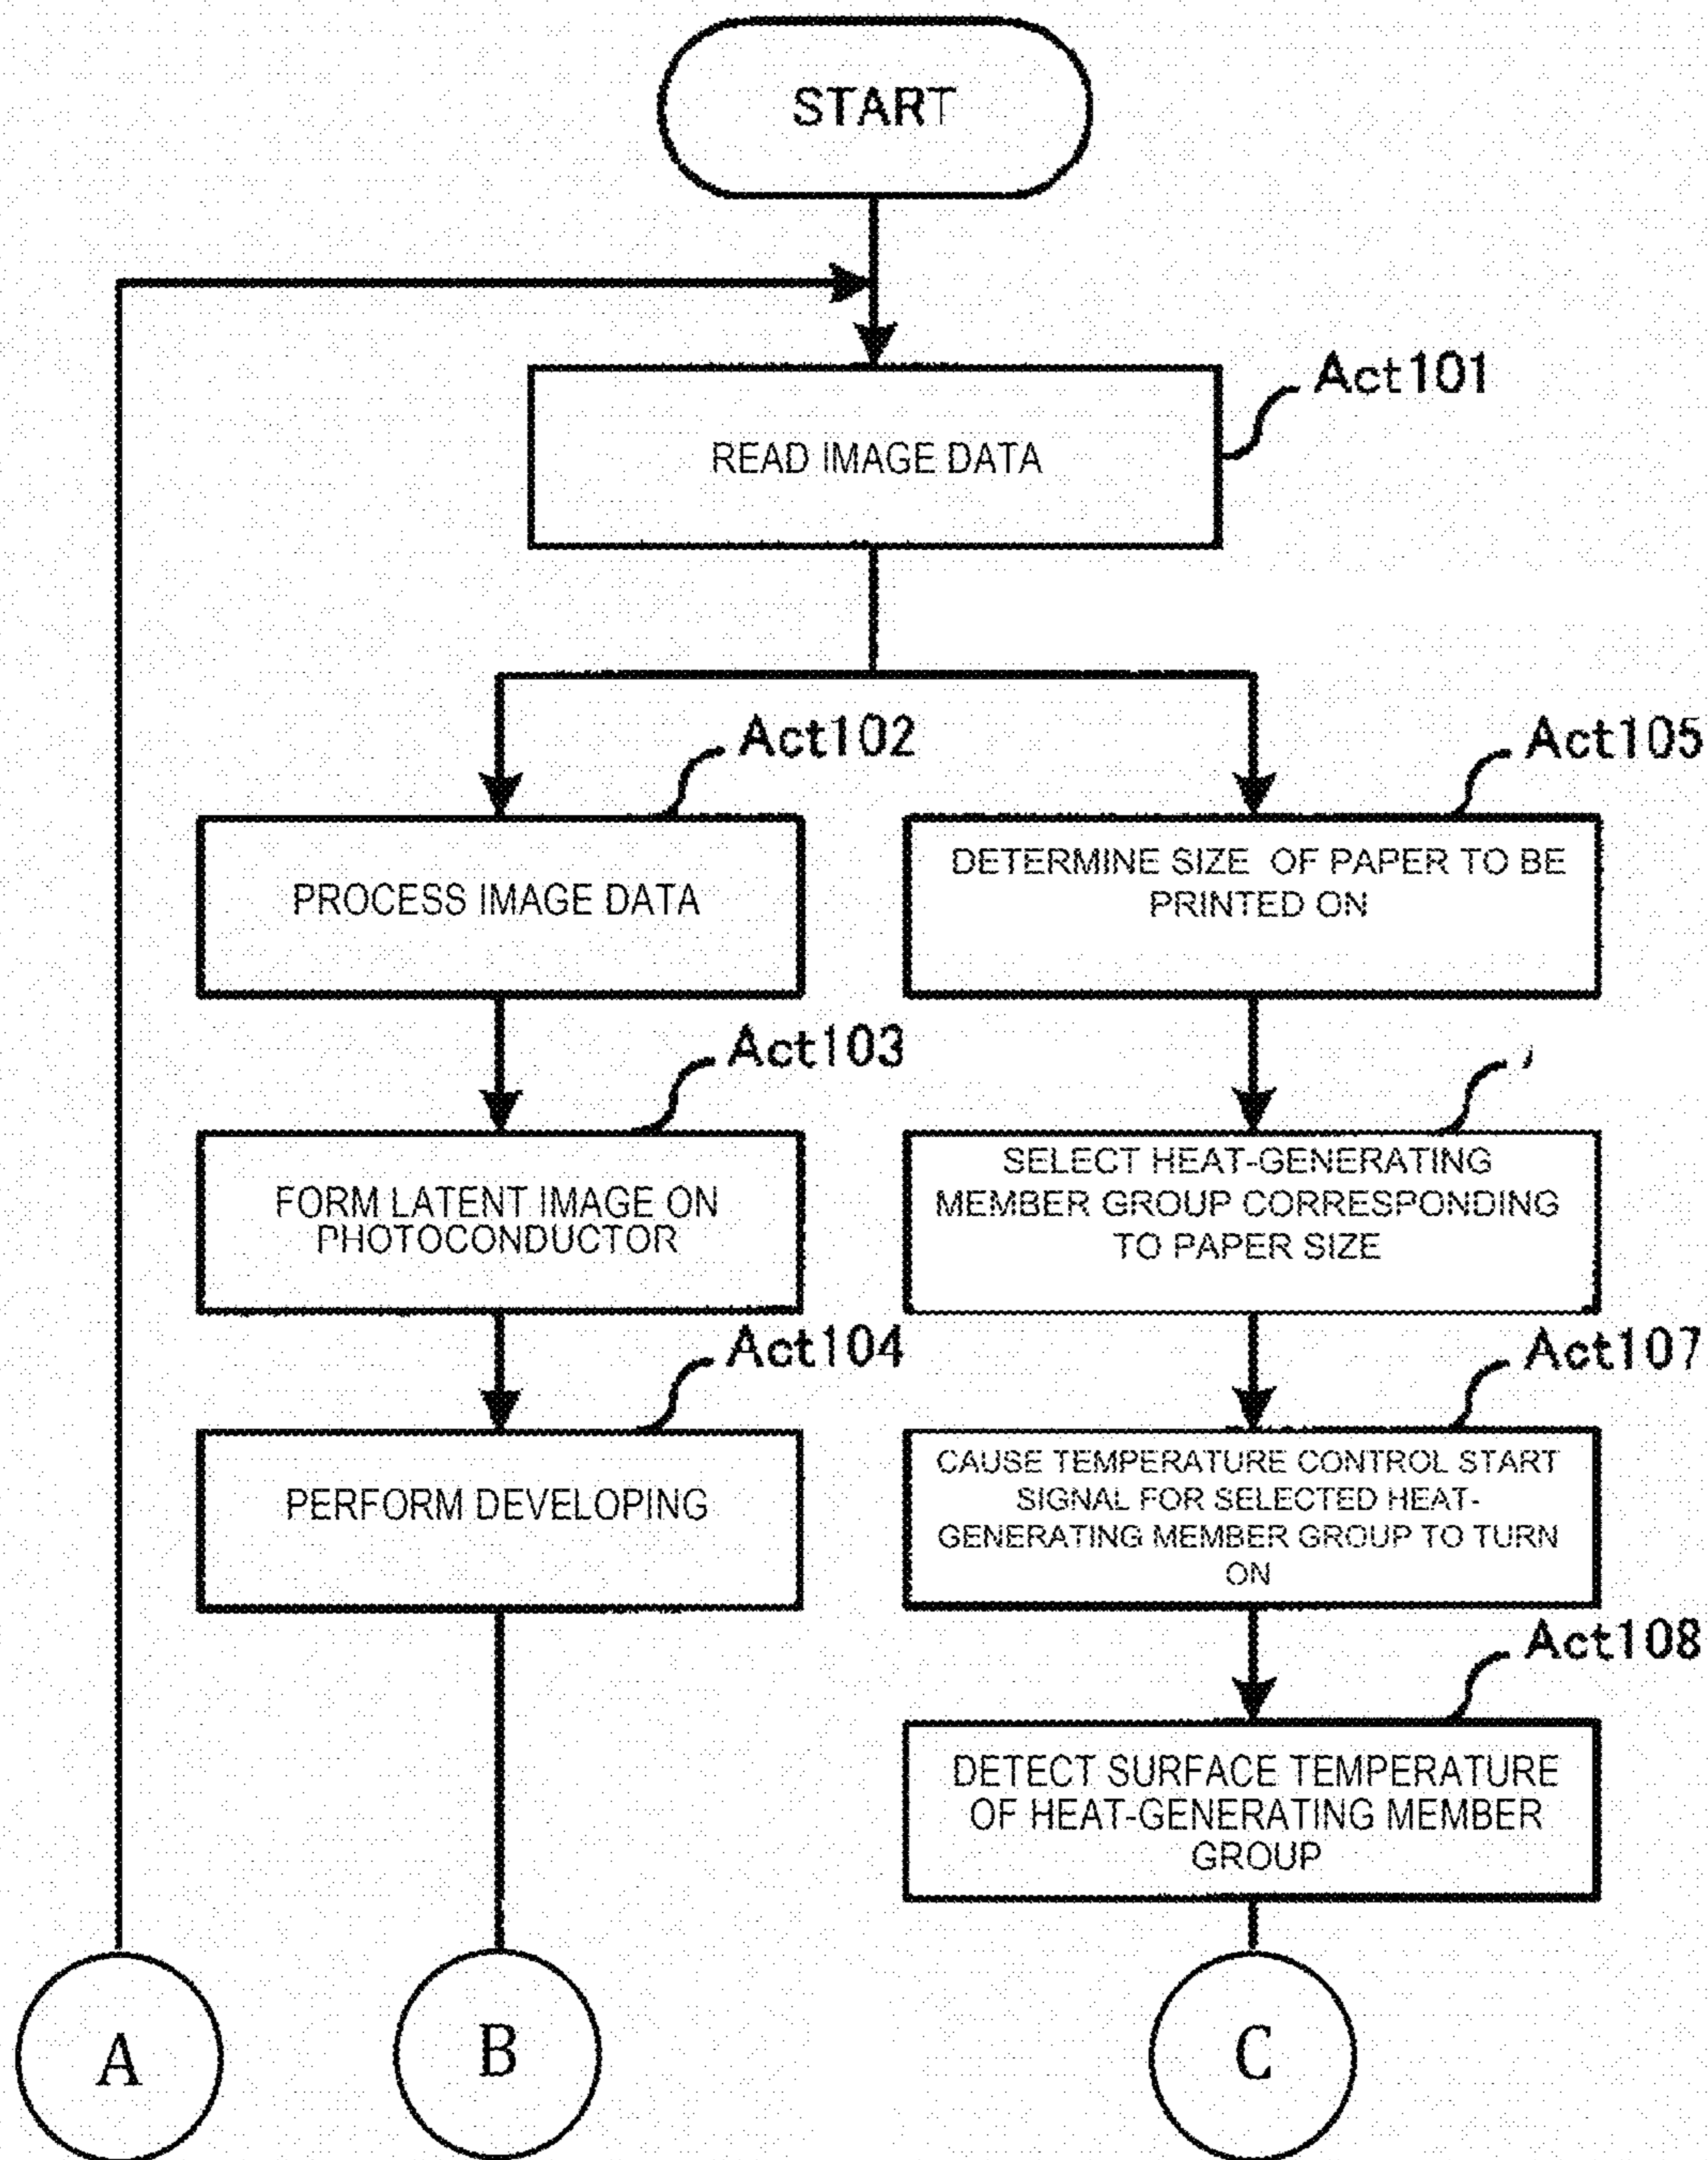 START
Act101
READ IMAGE DATA
Act102
PROCESS IMAGE DATA
Act103
FORM LATENT IMAGE ON
PHOTOCONDUCTOR
Act104
PERFORM DEVELOPING
Act105
DETERMINE SIZE OF PAPER TO BE
PRINTED ON
SELECT HEAT-GENERATING
MEMBER GROUP CORRESPONDING
TO PAPER SIZE
Act107
CAUSE TEMPERATURE CONTROL START
SIGNAL FOR SELECTED HEAT-
GENERATING MEMBER GROUP TO TURN
ON
Act108
DETECT SURFACE TEMPERATURE
OF HEAT-GENERATING MEMBER
GROUP
A
B
C